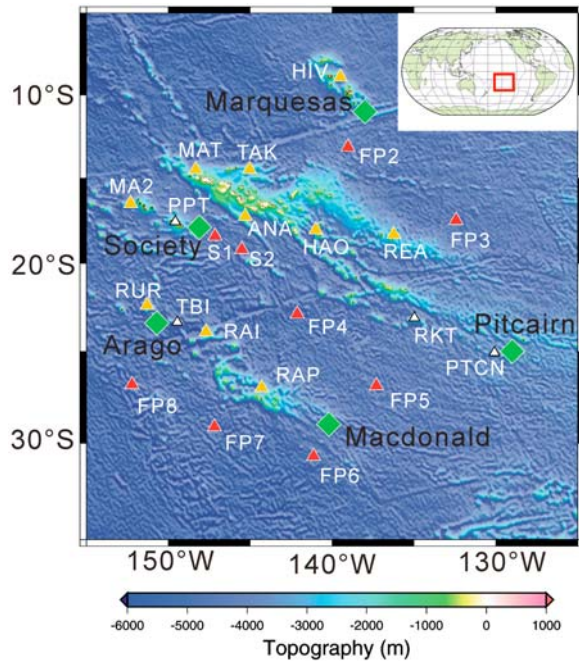 10°S
20°S
30°S
150°W
140°W
130°W
HIV
Marquesas
FP2
MAT
TAK
MA2
PPT
Society
S1
S2
ANA
HAO
REA
FP3
RUR
TBI
Arago
RAI
FP4
RKT
Pitcairn
PTCN
FP8
RAP
FP5
FP7
Macdonald
FP6
-6000 -5000 -4000 -3000 -2000 -1000 0 1000
Topography (m)